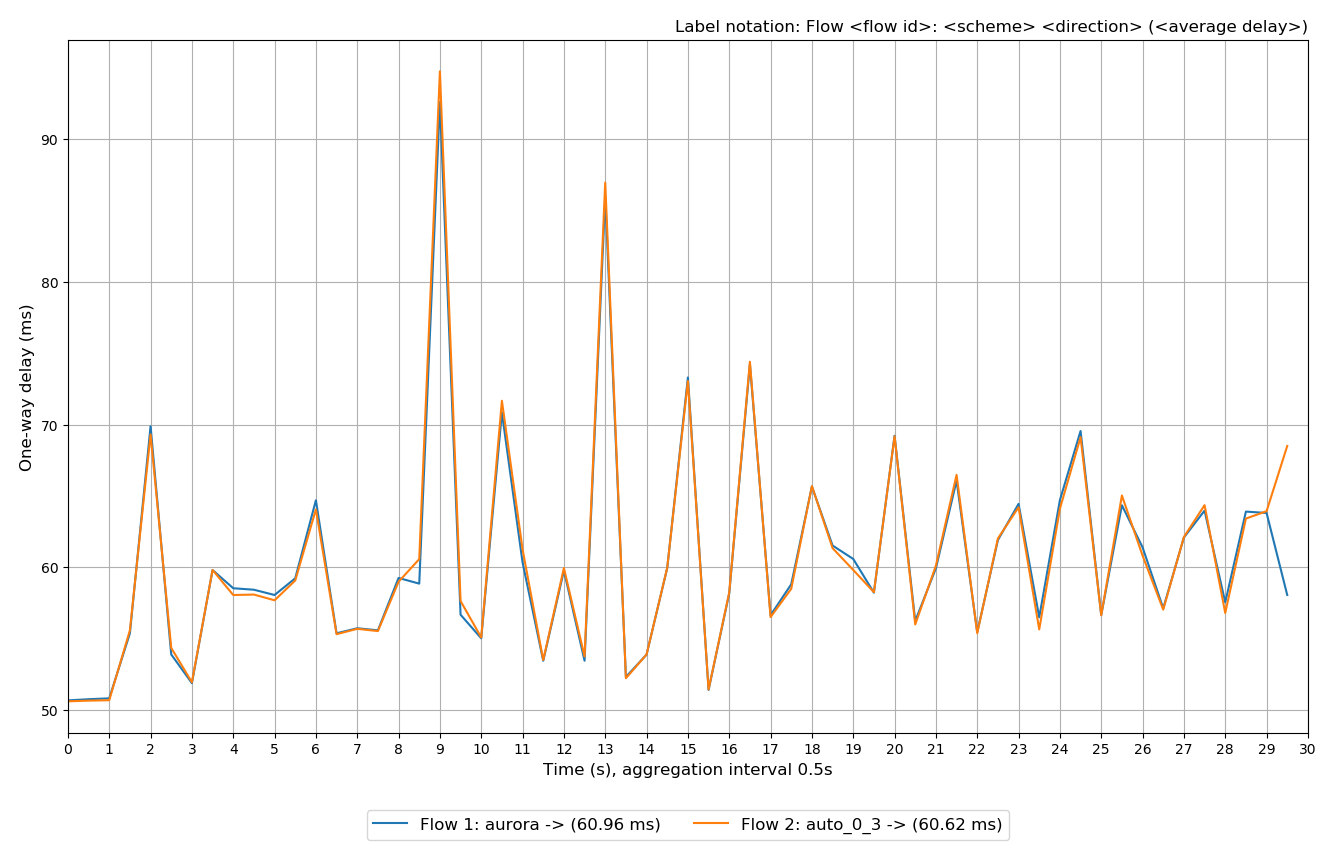 Label notation: Flow <flow id>: <scheme> <direction> (<average delay>)
One-way delay (ms)
90
80
70
60
50
0 1 2 3 4 5 6 7 8 9 10 11 12 13 14 15 16 17 18 19 20 21 22 23 24 25 26 27 28 29 30
Time (s), aggregation interval 0.5s
Flow 1: aurora -> (60.96 ms) Flow 2: auto_0_3 -> (60.62 ms)